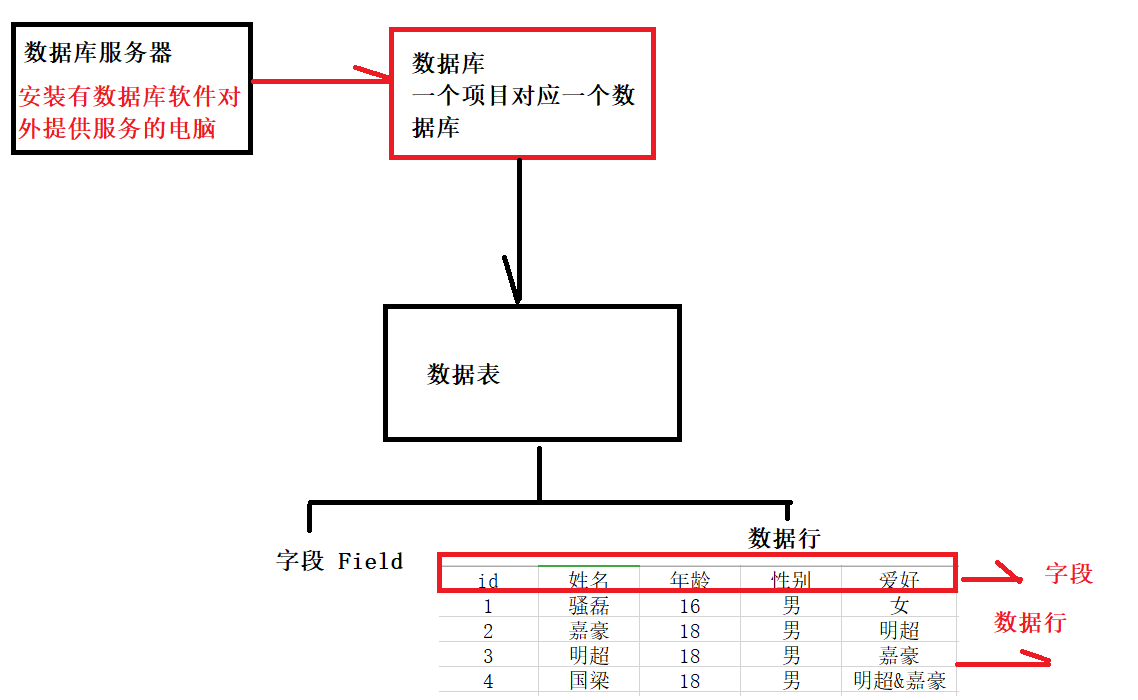 数据库服务器
安装有数据库软件对
外提供服务的电脑
数据库
一个项目对应一个数
据库
数据表
字段 Field
数据行
id 姓名 年龄 性别 爱好
1 骚磊 16 男 女
2 嘉豪 18 男 明超
3 明超 18 男 嘉豪
4 国梁 18 男 明超&嘉豪
字段
数据行